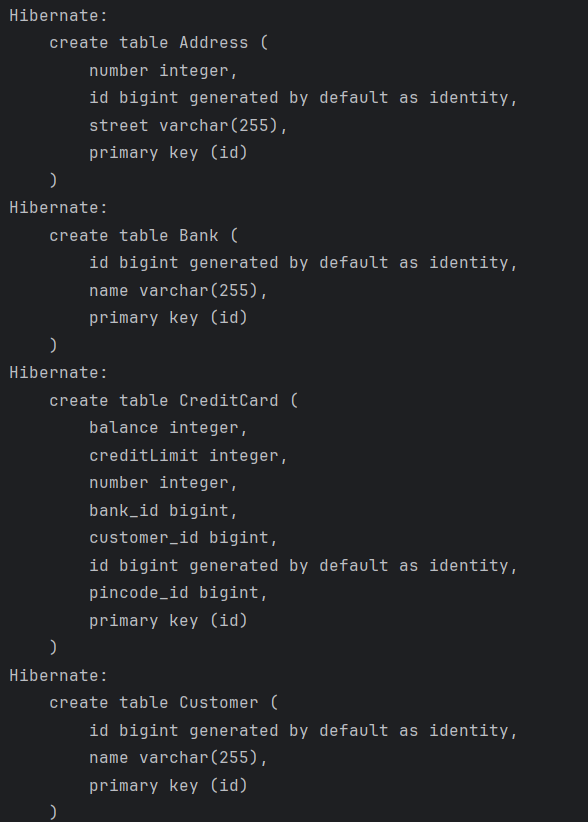 Hibernate:
    create table Address (
        number integer,
        id bigint generated by default as identity,
        street varchar(255),
        primary key (id)
    )
Hibernate:
    create table Bank (
        id bigint generated by default as identity,
        name varchar(255),
        primary key (id)
    )
Hibernate:
    create table CreditCard (
        balance integer,
        creditLimit integer,
        number integer,
        bank_id bigint,
        customer_id bigint,
        id bigint generated by default as identity,
        pincode_id bigint,
        primary key (id)
    )
Hibernate:
    create table Customer (
        id bigint generated by default as identity,
        name varchar(255),
        primary key (id)
    )